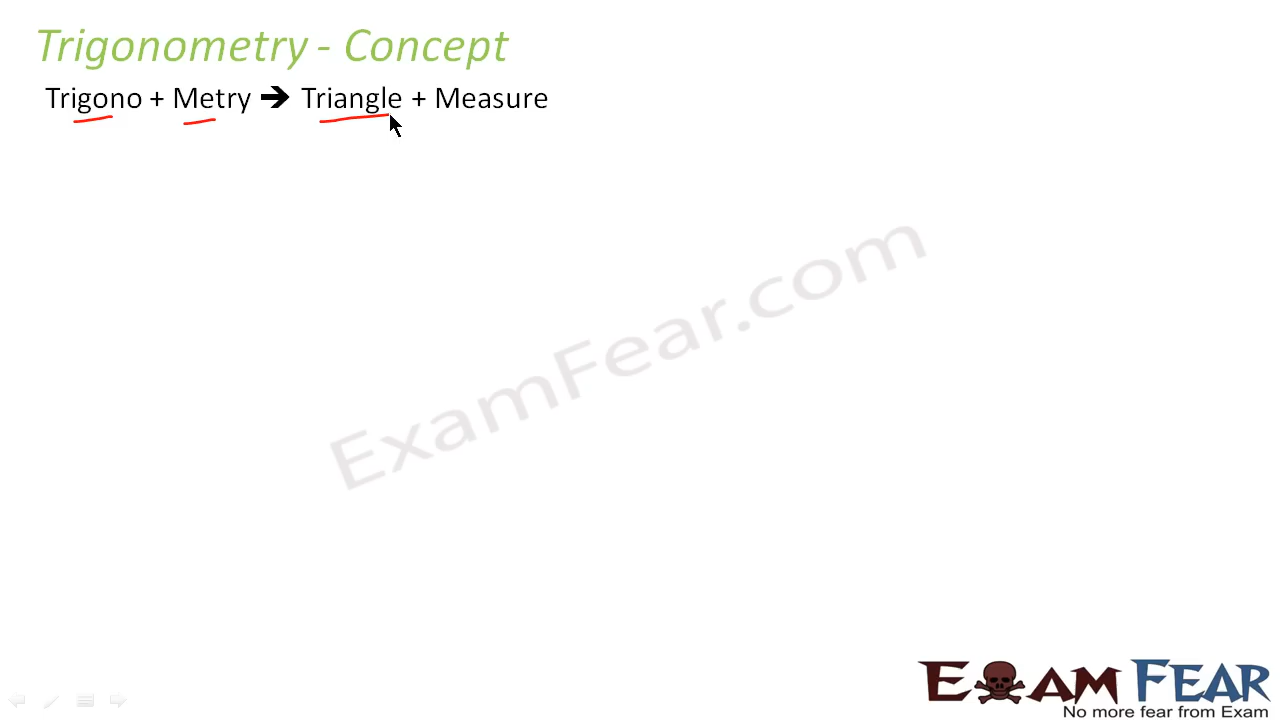 Trigonometry - Concept
Trigono + Metry ➔ Triangle + Measure
ExamFear.com
EXAM FEAR
No more fear from Exam